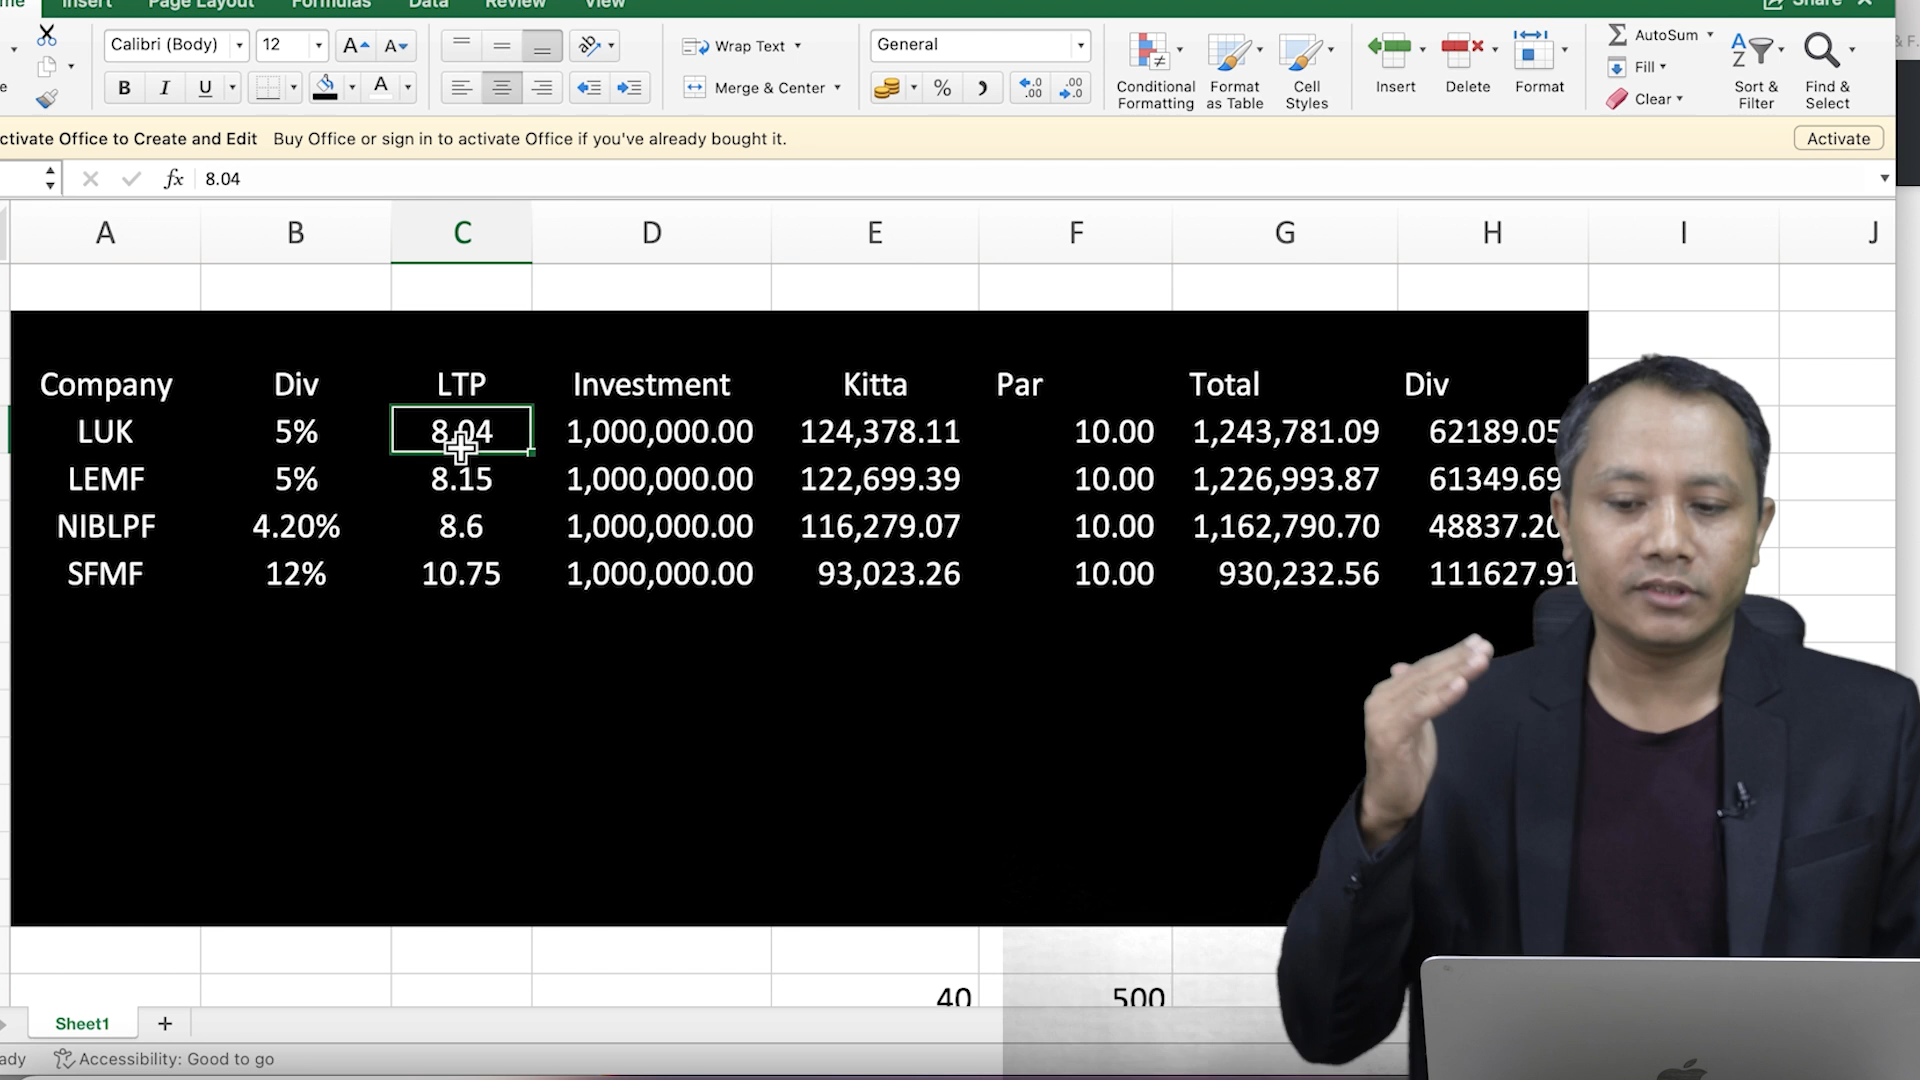 Insert Page Layout Formulas Data Review View Share
Calibri (Body) 12 A A Wrap Text General AutoSum
B I U A Merge & Center % Fill
Conditional Formatting Format as Table Cell Styles Insert Delete Format Clear Sort & Filter Find & Select
ctivate Office to Create and Edit Buy Office or sign in to activate Office if you've already bought it. Activate
fx 8.04
A B C D E F G H I J
Company Div LTP Investment Kitta Par Total Div
LUK 5% 8.04 1,000,000.00 124,378.11 10.00 1,243,781.09 62189.05
LEMF 5% 8.15 1,000,000.00 122,699.39 10.00 1,226,993.87 61349.69
NIBLPF 4.20% 8.6 1,000,000.00 116,279.07 10.00 1,162,790.70 48837.20
SFMF 12% 10.75 1,000,000.00 93,023.26 10.00 930,232.56 111627.91
40 500
Sheet1 +
ady Accessibility: Good to go